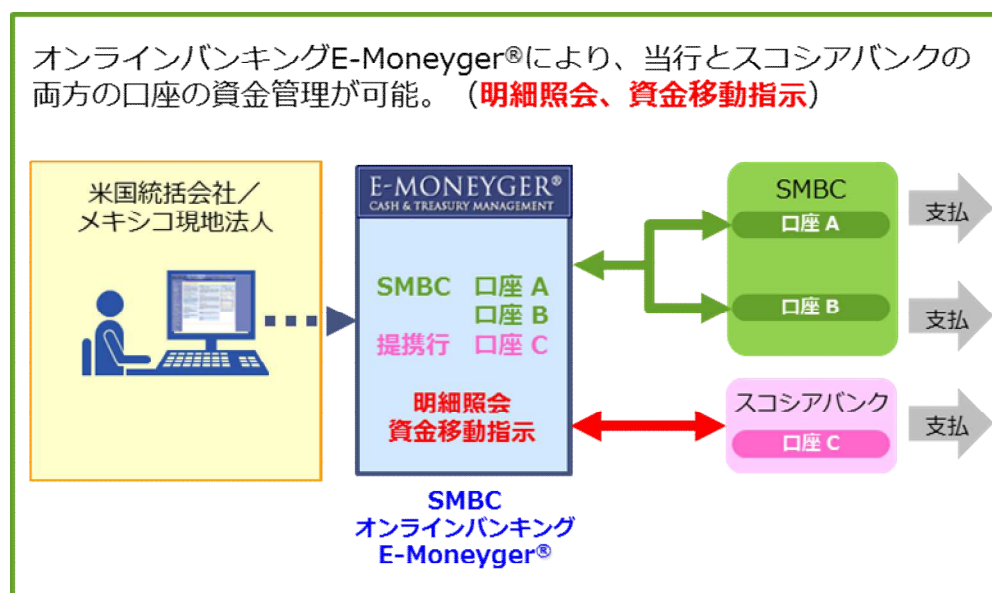 オンラインバンキングE-Moneyger®により、当行とスコシアバンクの
両方の口座の資金管理が可能。（明細照会、資金移動指示）
米国統括会社／
メキシコ現地法人
E-MONEYGER®
CASH & TREASURY MANAGEMENT
SMBC 口座 A
口座 B
提携行 口座 C
明細照会
資金移動指示
SMBC
オンラインバンキング
E-Moneyger®
SMBC
口座 A
口座 B
スコシアバンク
口座 C
支払
支払
支払